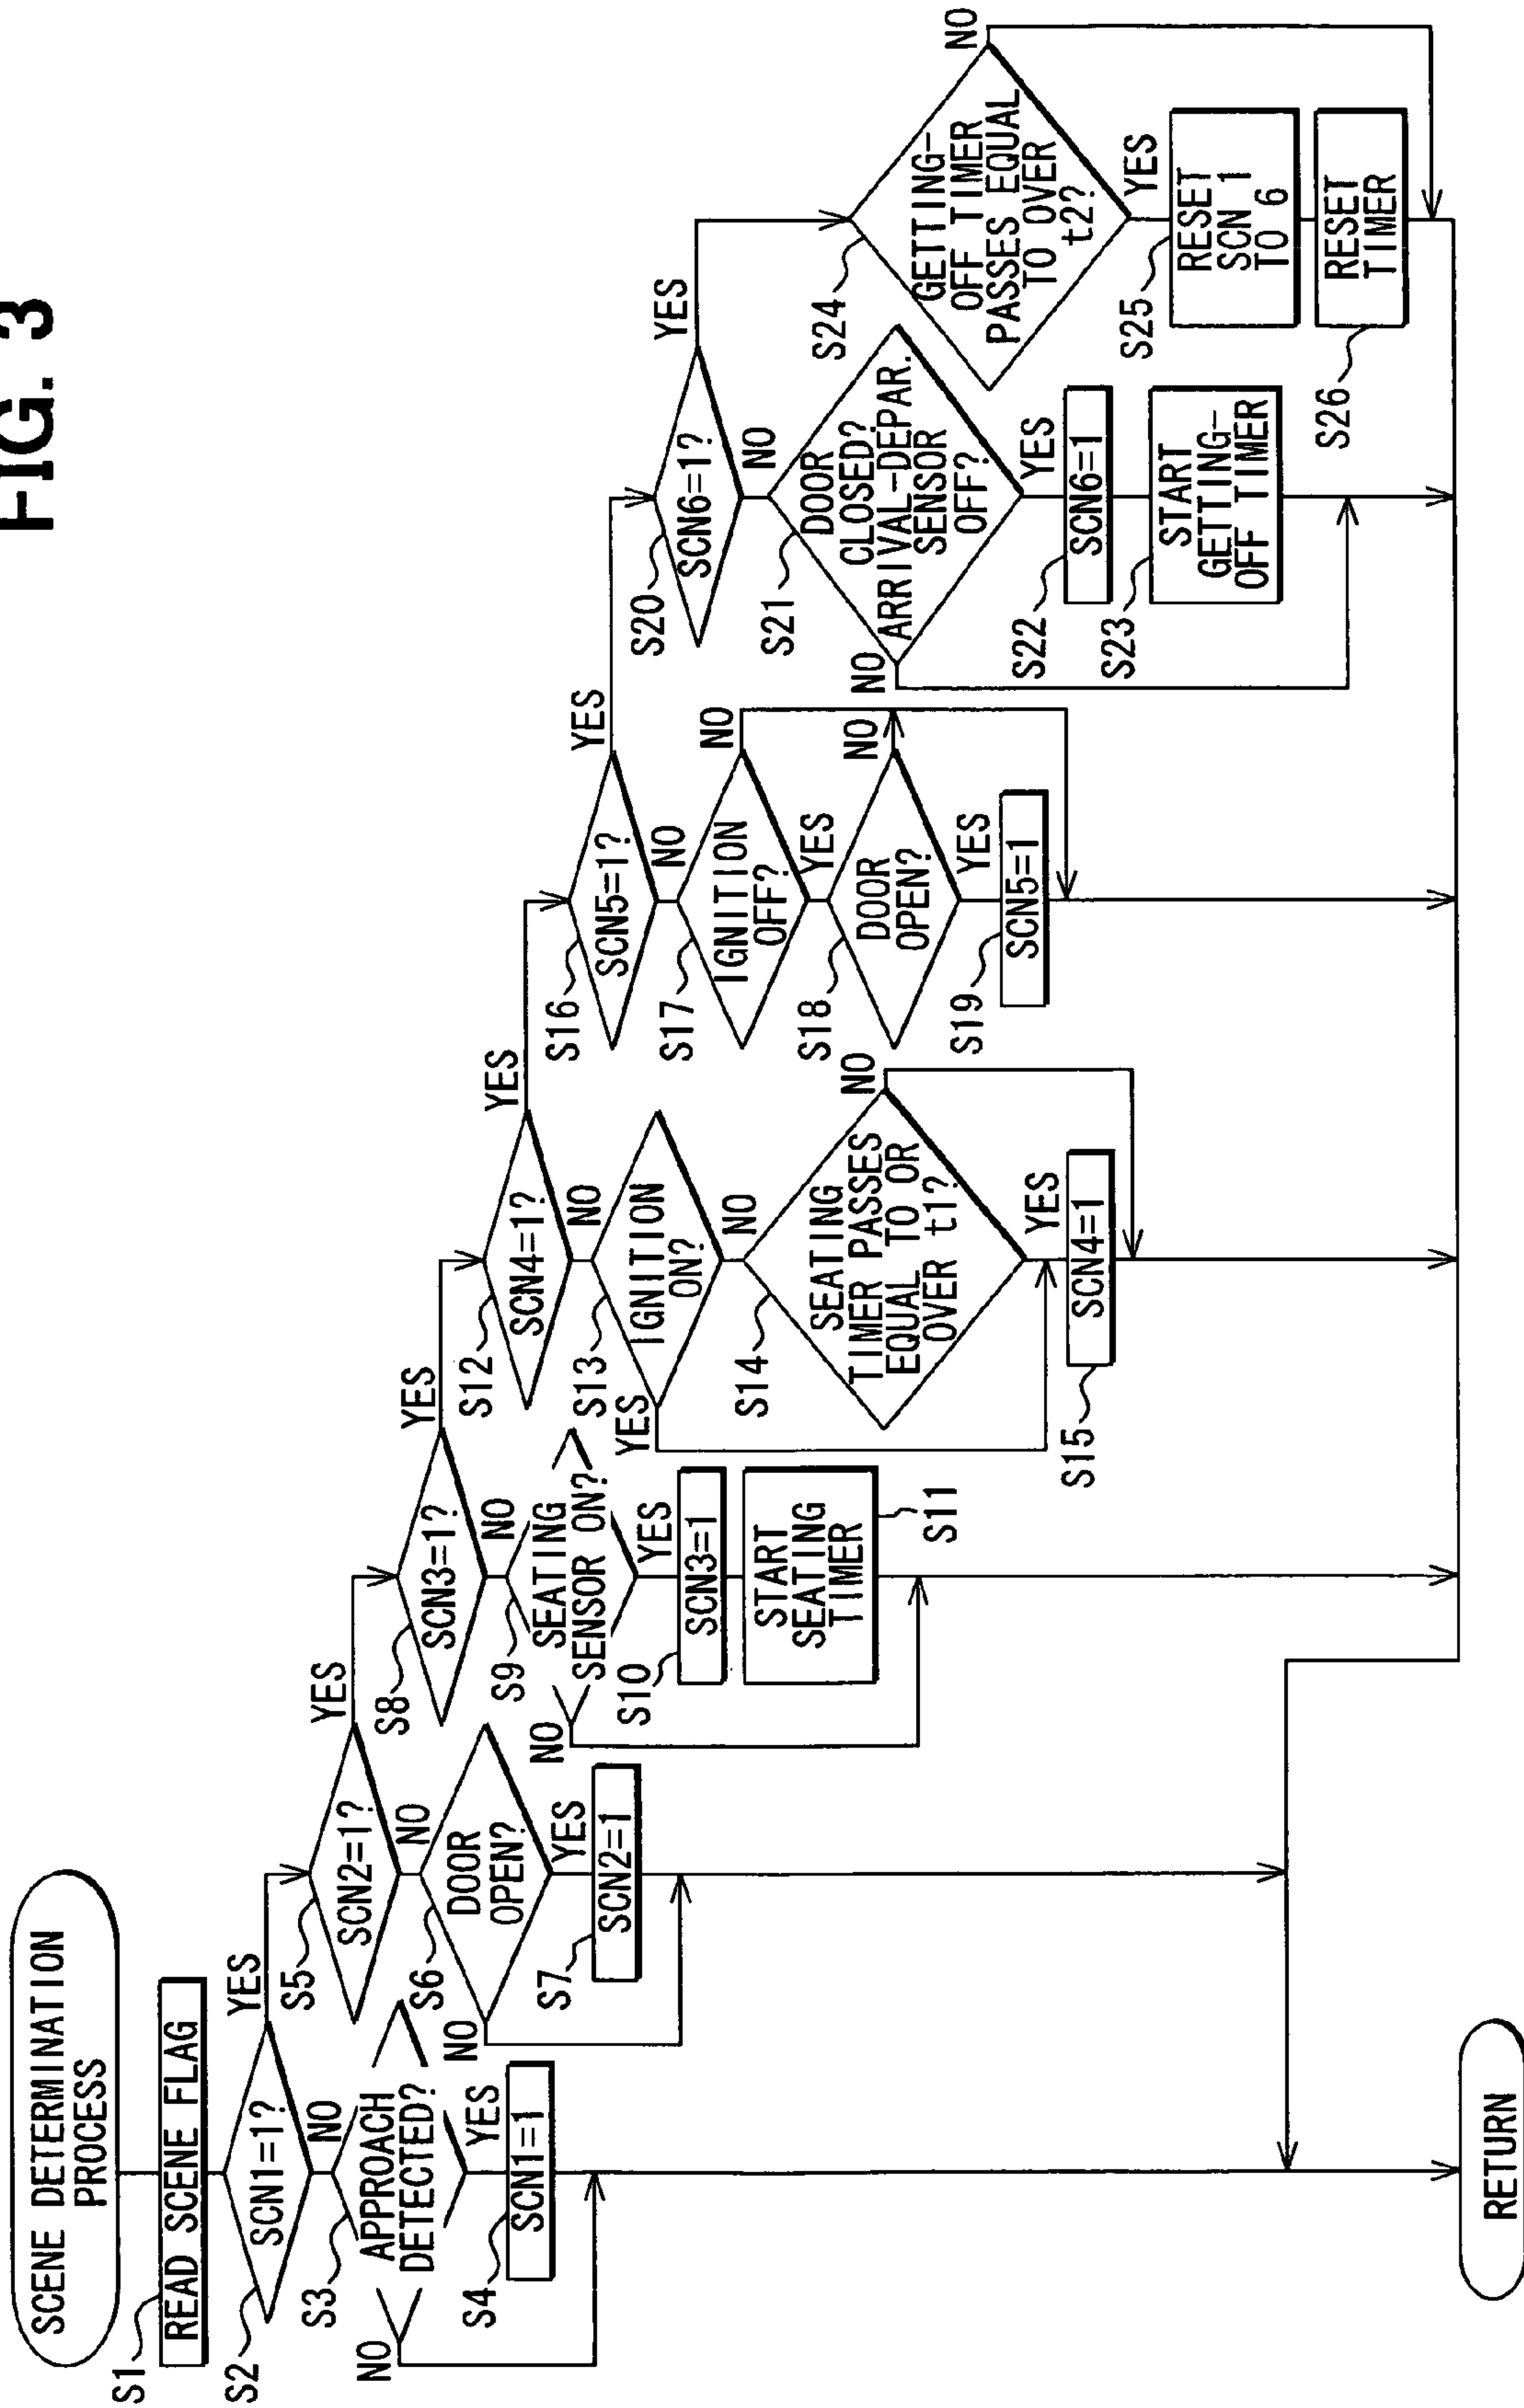 FIG. 3
SCENE DETERMINATION
PROCESS
S1
READ SCENE FLAG
S2
SCN1=1?
YES
NO
S3
APPROACH
DETECTED?
NO
YES
S4
SCN1=1
S5
SCN2=1?
YES
NO
S6
DOOR
OPEN?
NO
YES
S7
SCN2=1
S8
SCN3=1?
YES
NO
S9
SEATING
SENSOR ON?
NO
YES
S10
SCN3=1
START
SEATING
TIMER
S11
S12
SCN4=1?
YES
NO
S13
IGNITION
ON?
YES
NO
S14
SEATING
TIMER PASSES
EQUAL TO OR
OVER t1?
NO
YES
S15
SCN4=1
S16
SCN5=1?
YES
NO
S17
IGNITION
OFF?
NO
YES
S18
DOOR
OPEN?
NO
YES
S19
SCN5=1
S20
SCN6=1?
YES
NO
S21
DOOR
CLOSED?
ARRIVAL-DEPAR.
SENSOR
OFF?
NO
YES
S22
SCN6=1
S23
START
GETTING-
OFF TIMER
S24
GETTING-
OFF TIMER
PASSES EQUAL
TO OVER
t2?
NO
YES
S25
RESET
SCN 1
TO 6
S26
RESET
TIMER
RETURN